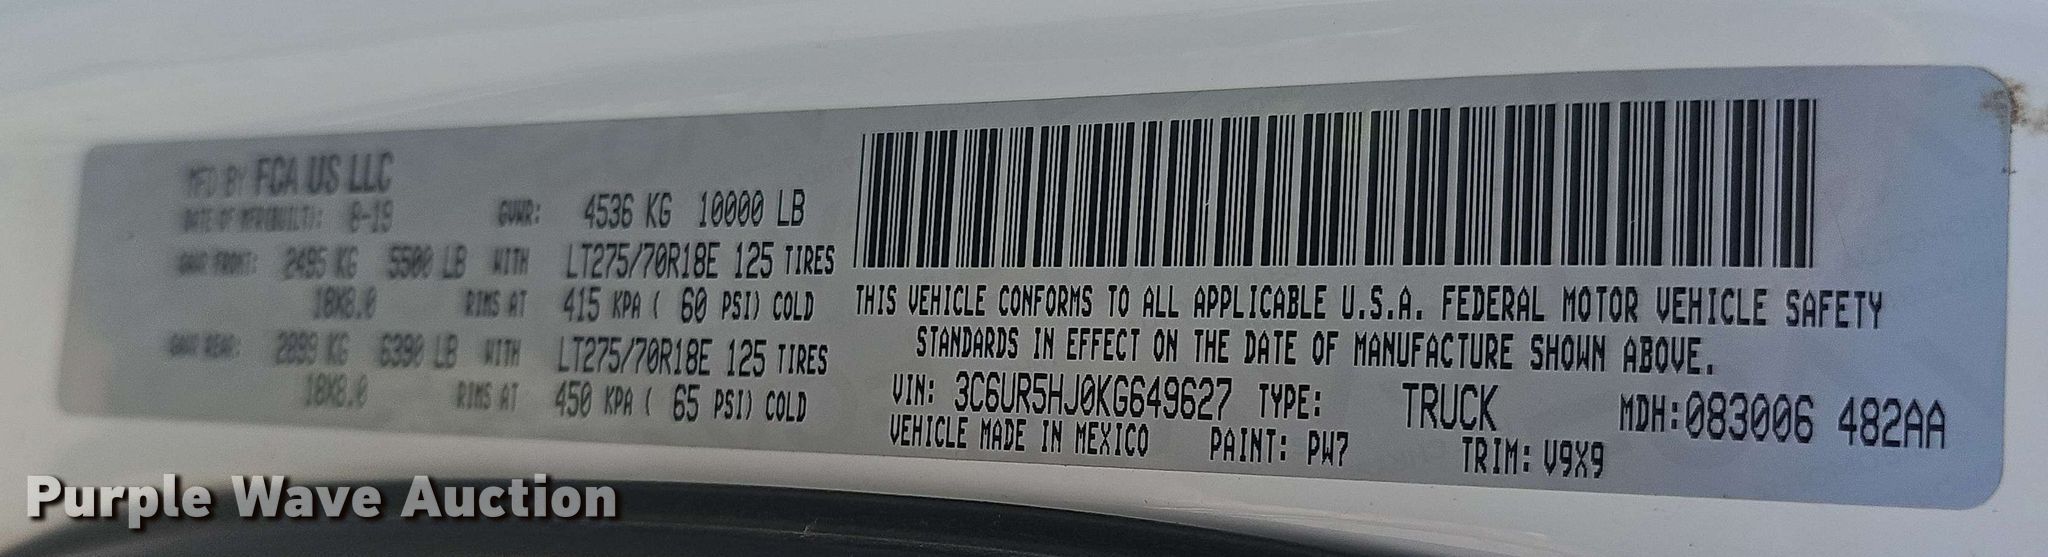 MFD BY FCA US LLC
DATE OF MFR(BUILT): 8-19 GVWR: 4536 KG 10000 LB
GAWR FRONT: 2495 KG 5500 LB WITH LT275/70R18E 125 TIRES
18X8.0 RIMS AT 415 KPA ( 60 PSI) COLD
GAWR REAR: 2899 KG 6390 LB WITH LT275/70R18E 125 TIRES
18X8.0 RIMS AT 450 KPA ( 65 PSI) COLD
THIS VEHICLE CONFORMS TO ALL APPLICABLE U.S.A. FEDERAL MOTOR VEHICLE SAFETY
STANDARDS IN EFFECT ON THE DATE OF MANUFACTURE SHOWN ABOVE.
VIN: 3C6UR5HJ0KG649627 TYPE: TRUCK MDH:083006 482AA
VEHICLE MADE IN MEXICO PAINT: PW7 TRIM: V9X9
Purple Wave Auction